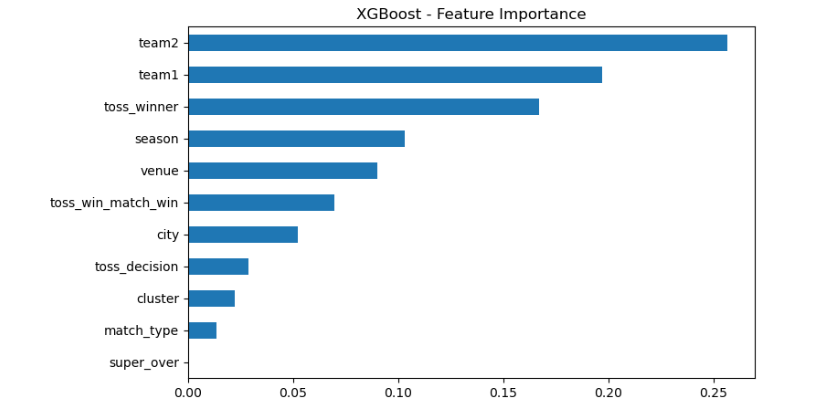 XGBoost - Feature Importance
team2
team1
toss_winner
season
venue
toss_win_match_win
city
toss_decision
cluster
match_type
super_over
0.00 0.05 0.10 0.15 0.20 0.25